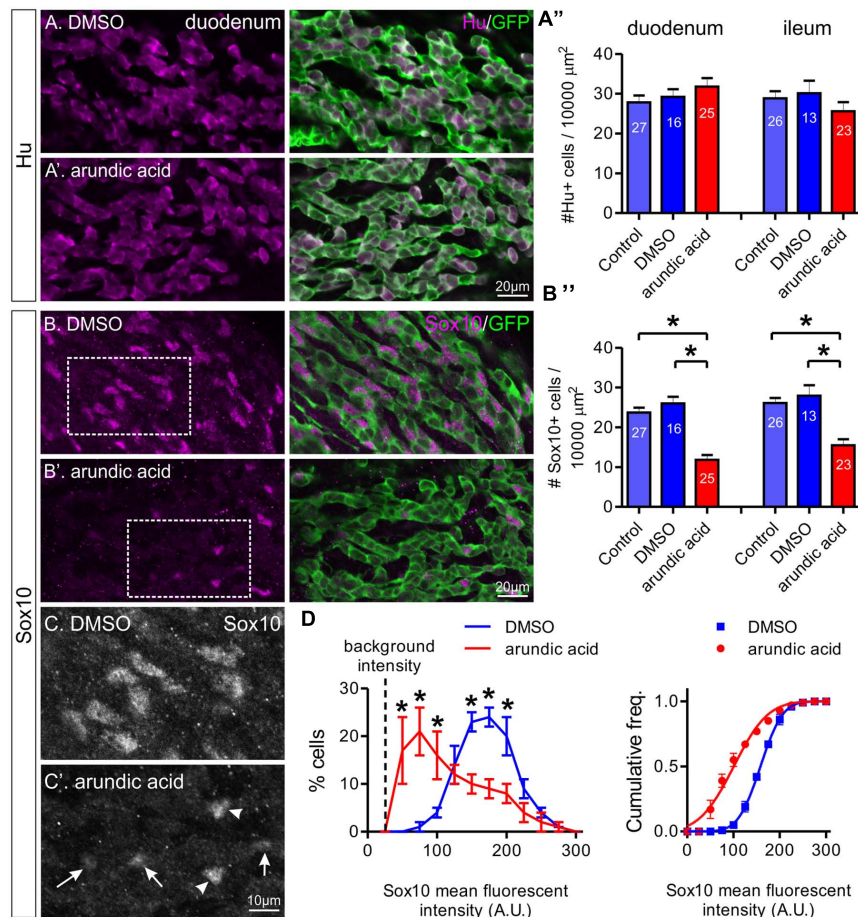 A. DMSO duodenum
Hu/GFP
A'. arundic acid
20μm
Hu
A''
duodenum ileum
#Hu+ cells / 10000 μm²
40
30
20
10
0
27 16 25 26 13 23
Control DMSO arundic acid Control DMSO arundic acid
B. DMSO
Sox10/GFP
B'. arundic acid
20μm
Sox10
B''
* * * *
# Sox10+ cells /
10000 μm²
40
30
20
10
0
27 16 25 26 13 23
Control DMSO arundic acid Control DMSO arundic acid
C. DMSO Sox10
C'. arundic acid
10μm
D
background
intensity
DMSO
arundic acid
* * * * * *
% cells
30
20
10
0
0 100 200 300
Sox10 mean fluorescent
intensity (A.U.)
DMSO
arundic acid
Cumulative freq.
1.0
0.5
0.0
0 100 200 300
Sox10 mean fluorescent
intensity (A.U.)